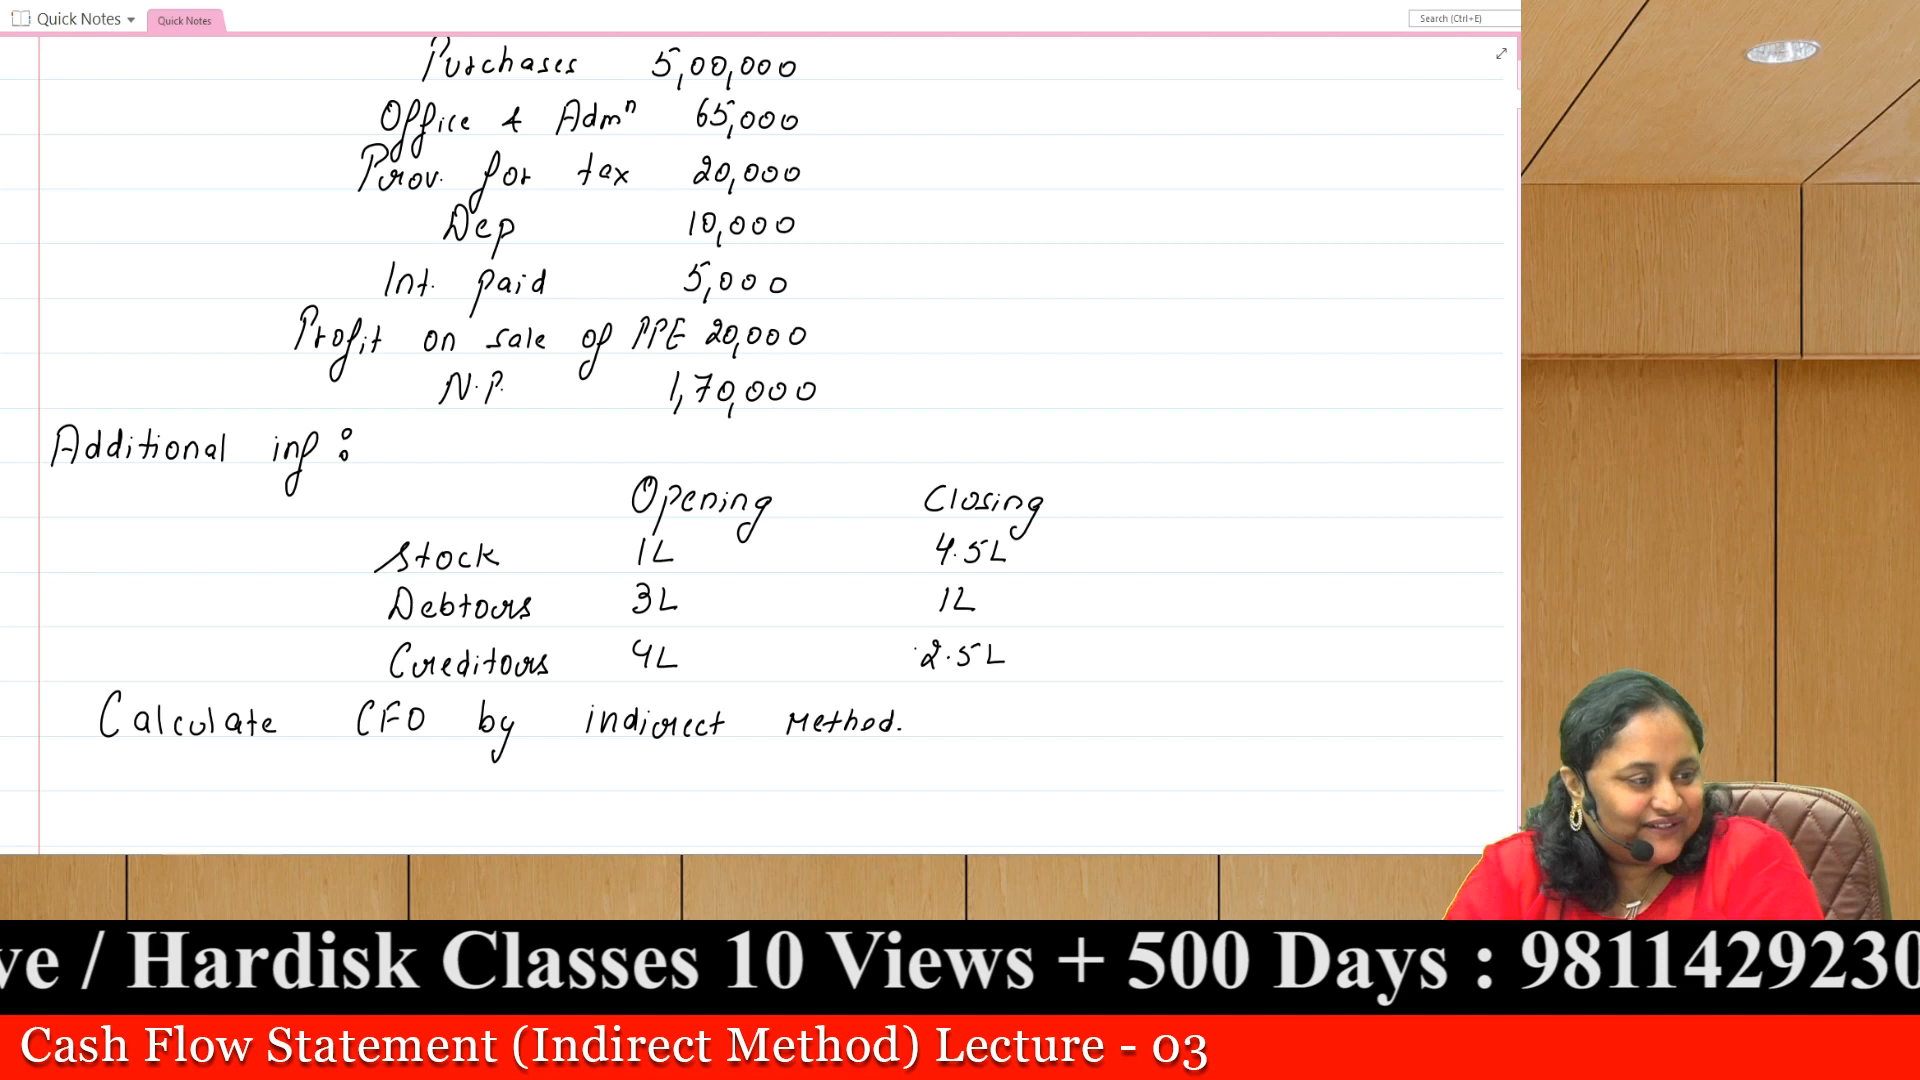 Quick Notes
Quick Notes
Search (Ctrl+E)
Purchases 5,00,000
Office & Admⁿ 65,000
Prov. for tax 20,000
Dep 10,000
Int. paid 5,000
Profit on sale of PPE 20,000
N.P. 1,70,000
Additional inf :
Opening Closing
Stock 1L 4.5L
Debtors 3L 1L
Creditors 4L 2.5L
Calculate CFO by indirect method.
ve / Hardisk Classes 10 Views + 500 Days : 9811429230
Cash Flow Statement (Indirect Method) Lecture - 03